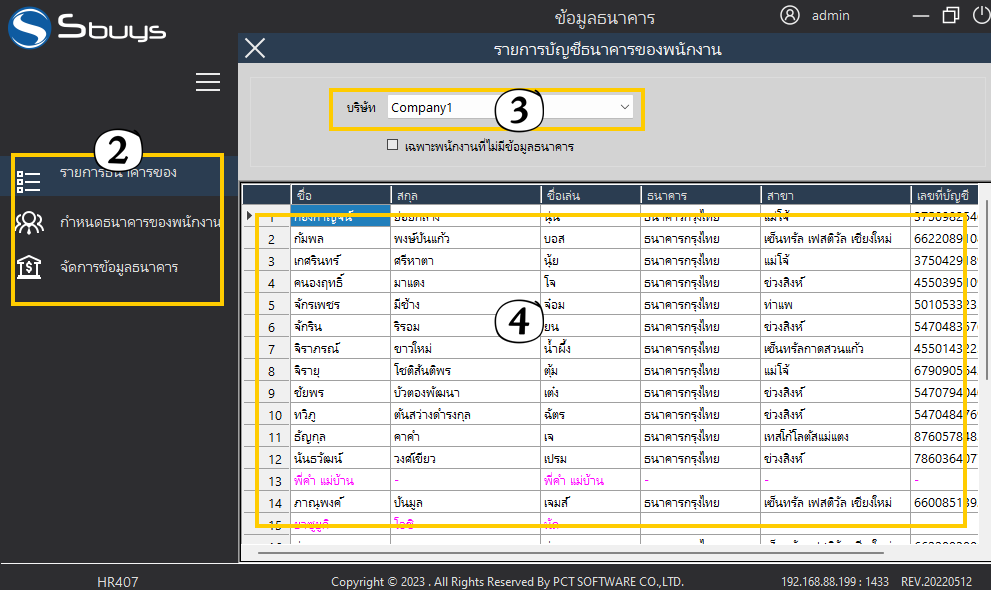 Sbuys
ข้อมูลธนาคาร
admin
รายการบัญชีธนาคารของพนักงาน
บริษัท Company1
3
เฉพาะพนักงานที่ไม่มีข้อมูลธนาคาร
2
รายการธนาคารของ
กำหนดธนาคารของพนักงาน
จัดการข้อมูลธนาคาร
ชื่อ สกุล ชื่อเล่น ธนาคาร สาขา เลขที่บัญชี
1 ธนาคารกรุงไทย แม่โจ้
2 กัมพล พงษ์ปันแก้ว บอส ธนาคารกรุงไทย เซ็นทรัล เฟสติวัล เชียงใหม่
3 เกศรินทร์ ศรีหาตา นุ้ย ธนาคารกรุงไทย แม่โจ้
4 คนองฤทธิ์ มาแดง โจ ธนาคารกรุงไทย ช่วงสิงห์
5 จักรเพชร มีช้าง จ๋อม ธนาคารกรุงไทย ท่าแพ
6 จักริน ริรอม ยน ธนาคารกรุงไทย ช่วงสิงห์
7 จิราภรณ์ ขาวใหม่ น้ำผึ้ง ธนาคารกรุงไทย เซ็นทรัลกาดสวนแก้ว
8 จิรายุ โชติสันติพร ตุ้ม ธนาคารกรุงไทย แม่โจ้
9 ชัยพร บัวตองพัฒนา เต๋ง ธนาคารกรุงไทย ช่วงสิงห์
10 ทวิภู ต้นสว่างดำรงกุล ฉัตร ธนาคารกรุงไทย ช่วงสิงห์
11 ธัญกุล คาคำ เจ ธนาคารกรุงไทย เทสโก้โลตัสแม่แตง
12 นันธวัฒน์ วงศ์เขียว เปรม ธนาคารกรุงไทย ช่วงสิงห์
13 พี่ดำ แม่บ้าน - พี่ดำ แม่บ้าน - - -
14 ภาณุพงศ์ ปันมูล เจมส์ ธนาคารกรุงไทย เซ็นทรัล เฟสติวัล เชียงใหม่
15
4
HR407
Copyright © 2023 . All Rights Reserved By PCT SOFTWARE CO.,LTD.
192.168.88.199 : 1433 REV.20220512